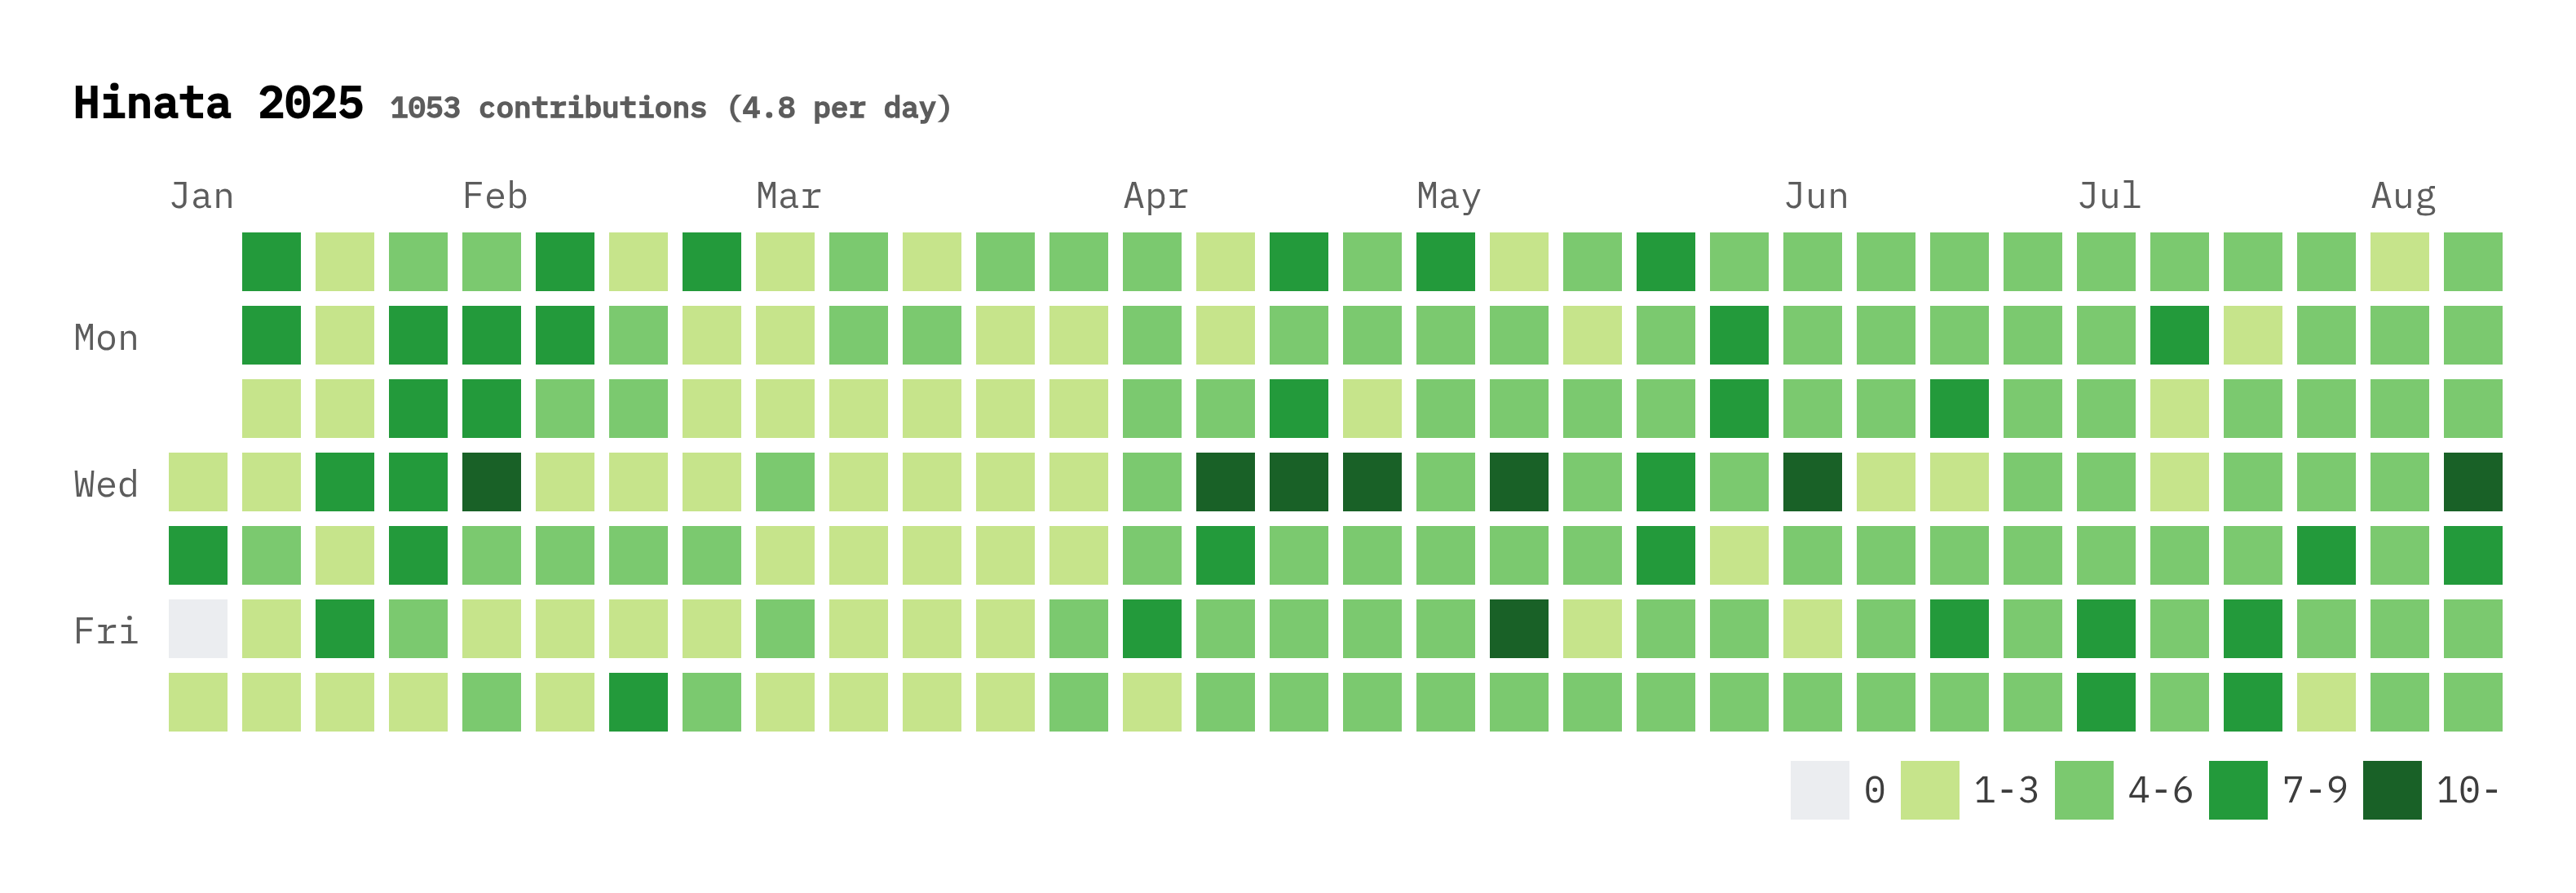 Hinata 2025 1053 contributions (4.8 per day)
Jan Feb Mar Apr May Jun Jul Aug
Mon
Wed
Fri
0 1-3 4-6 7-9 10-